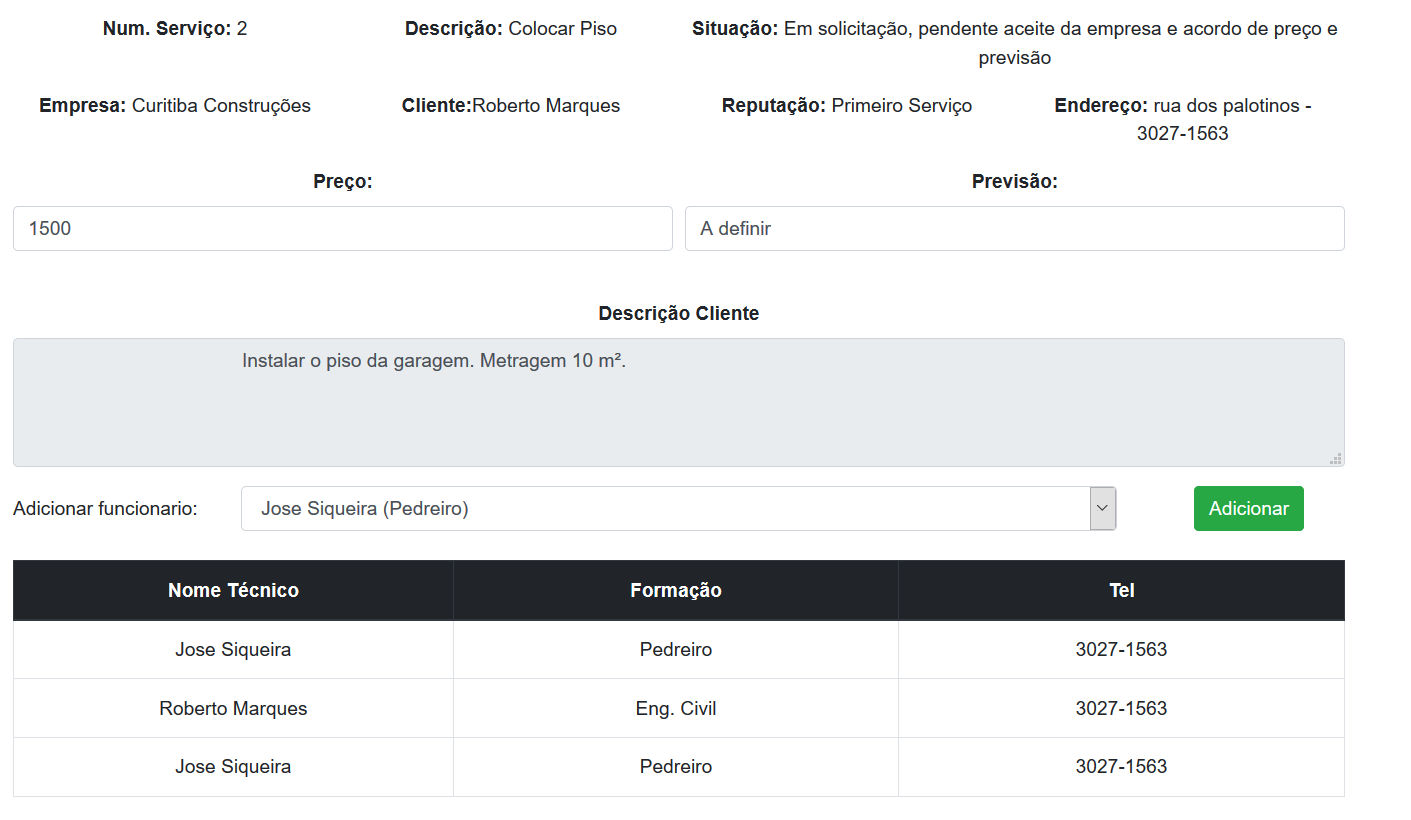 Num. Serviço: 2 Descrição: Colocar Piso Situação: Em solicitação, pendente aceite da empresa e acordo de preço e
previsão
Empresa: Curitiba Construções Cliente:Roberto Marques Reputação: Primeiro Serviço Endereço: rua dos palotinos -
3027-1563
Preço: Previsão:
1500 A definir
Descrição Cliente
Instalar o piso da garagem. Metragem 10 m².
Adicionar funcionario: Jose Siqueira (Pedreiro) Adicionar
Nome Técnico Formação Tel
Jose Siqueira Pedreiro 3027-1563
Roberto Marques Eng. Civil 3027-1563
Jose Siqueira Pedreiro 3027-1563